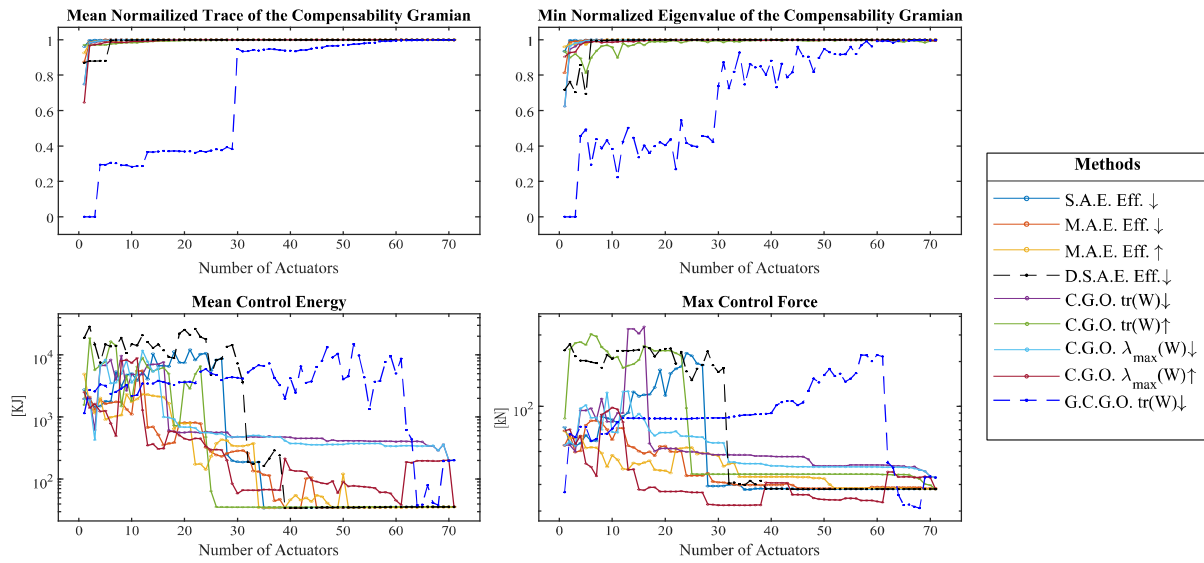 Mean Normailized Trace of the Compensability Gramian
1
0.8
0.6
0.4
0.2
0
0 10 20 30 40 50 60 70
Number of Actuators
Min Normalized Eigenvalue of the Compensability Gramian
1
0.8
0.6
0.4
0.2
0
0 10 20 30 40 50 60 70
Number of Actuators
Mean Control Energy
[KJ]
10^4
10^3
10^2
0 10 20 30 40 50 60 70
Number of Actuators
Max Control Force
[kN]
10^2
0 10 20 30 40 50 60 70
Number of Actuators
Methods
S.A.E. Eff. ↓
M.A.E. Eff. ↓
M.A.E. Eff. ↑
D.S.A.E. Eff.↓
C.G.O. tr(W)↓
C.G.O. tr(W)↑
C.G.O. λ_max(W)↓
C.G.O. λ_max(W)↑
G.C.G.O. tr(W)↓